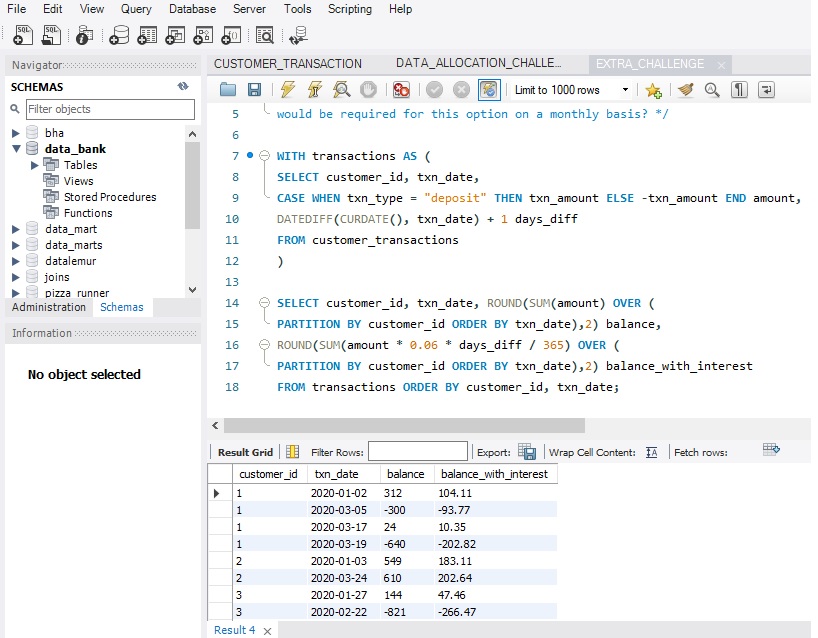 File Edit View Query Database Server Tools Scripting Help
Navigator
CUSTOMER_TRANSACTION DATA_ALLOCATION_CHALLE... EXTRA_CHALLENGE
SCHEMAS
Limit to 1000 rows
Filter objects
bha
data_bank
Tables
Views
Stored Procedures
Functions
data_mart
data_marts
datalemur
joins
pizza_runner
Administration Schemas
Information
No object selected
5 would be required for this option on a monthly basis? */
6
7 WITH transactions AS (
8 SELECT customer_id, txn_date,
9 CASE WHEN txn_type = "deposit" THEN txn_amount ELSE -txn_amount END amount,
10 DATEDIFF(CURDATE(), txn_date) + 1 days_diff
11 FROM customer_transactions
12 )
13
14 SELECT customer_id, txn_date, ROUND(SUM(amount) OVER (
15 PARTITION BY customer_id ORDER BY txn_date),2) balance,
16 ROUND(SUM(amount * 0.06 * days_diff / 365) OVER (
17 PARTITION BY customer_id ORDER BY txn_date),2) balance_with_interest
18 FROM transactions ORDER BY customer_id, txn_date;
Result Grid Filter Rows: Export: Wrap Cell Content: Fetch rows:
customer_id txn_date balance balance_with_interest
1 2020-01-02 312 104.11
1 2020-03-05 -300 -93.77
1 2020-03-17 24 10.35
1 2020-03-19 -640 -202.82
2 2020-01-03 549 183.11
2 2020-03-24 610 202.64
3 2020-01-27 144 47.46
3 2020-02-22 -821 -266.47
Result 4